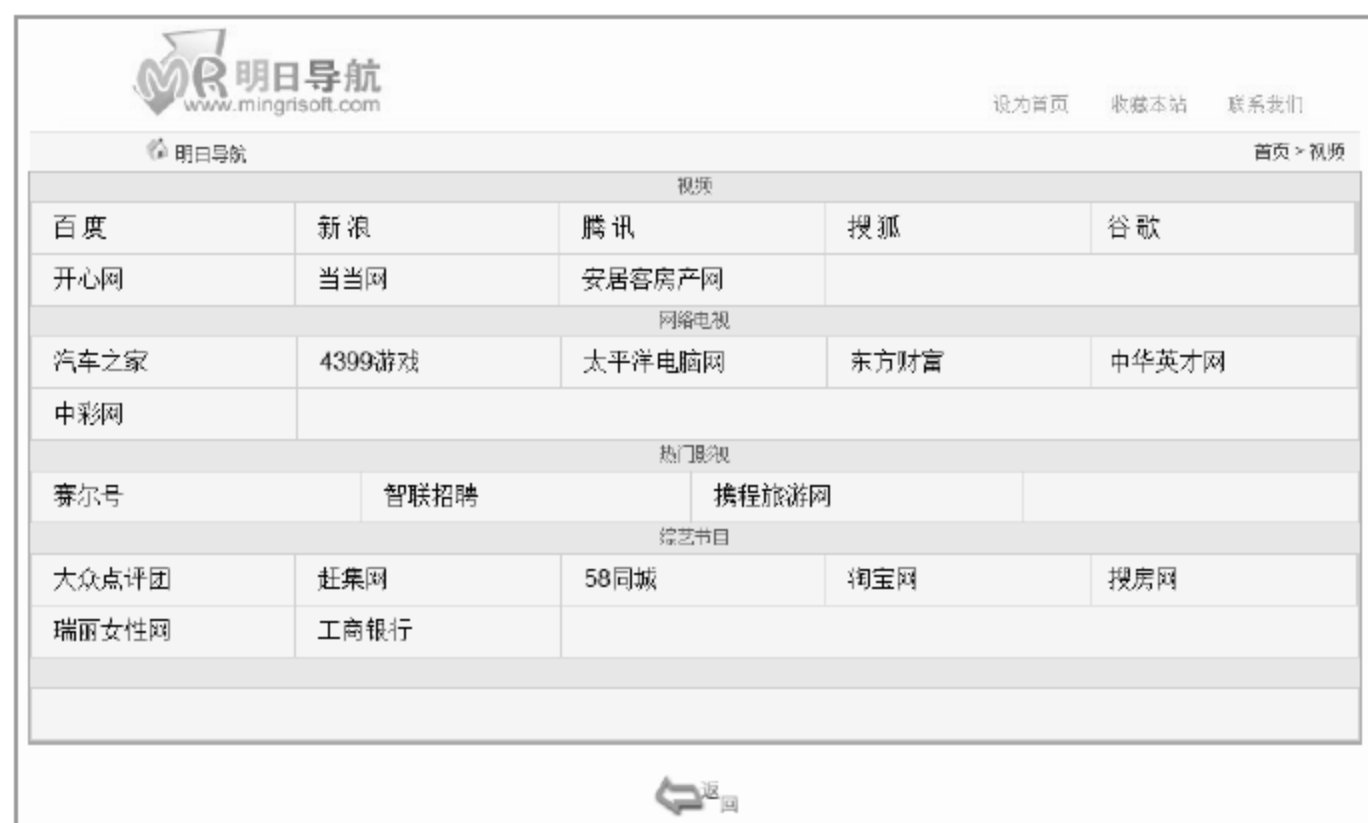 MR明日导航
www.mingrisoft.com
设为首页 收藏本站 联系我们
明日导航 首页 > 视频
视频
百度 新浪 腾讯 搜狐 谷歌
开心网 当当网 安居客房产网
网络电视
汽车之家 4399游戏 太平洋电脑网 东方财富 中华英才网
中彩网
热门影视
赛尔号 智联招聘 携程旅游网
综艺节目
大众点评团 赶集网 58同城 淘宝网 搜房网
瑞丽女性网 工商银行
返回